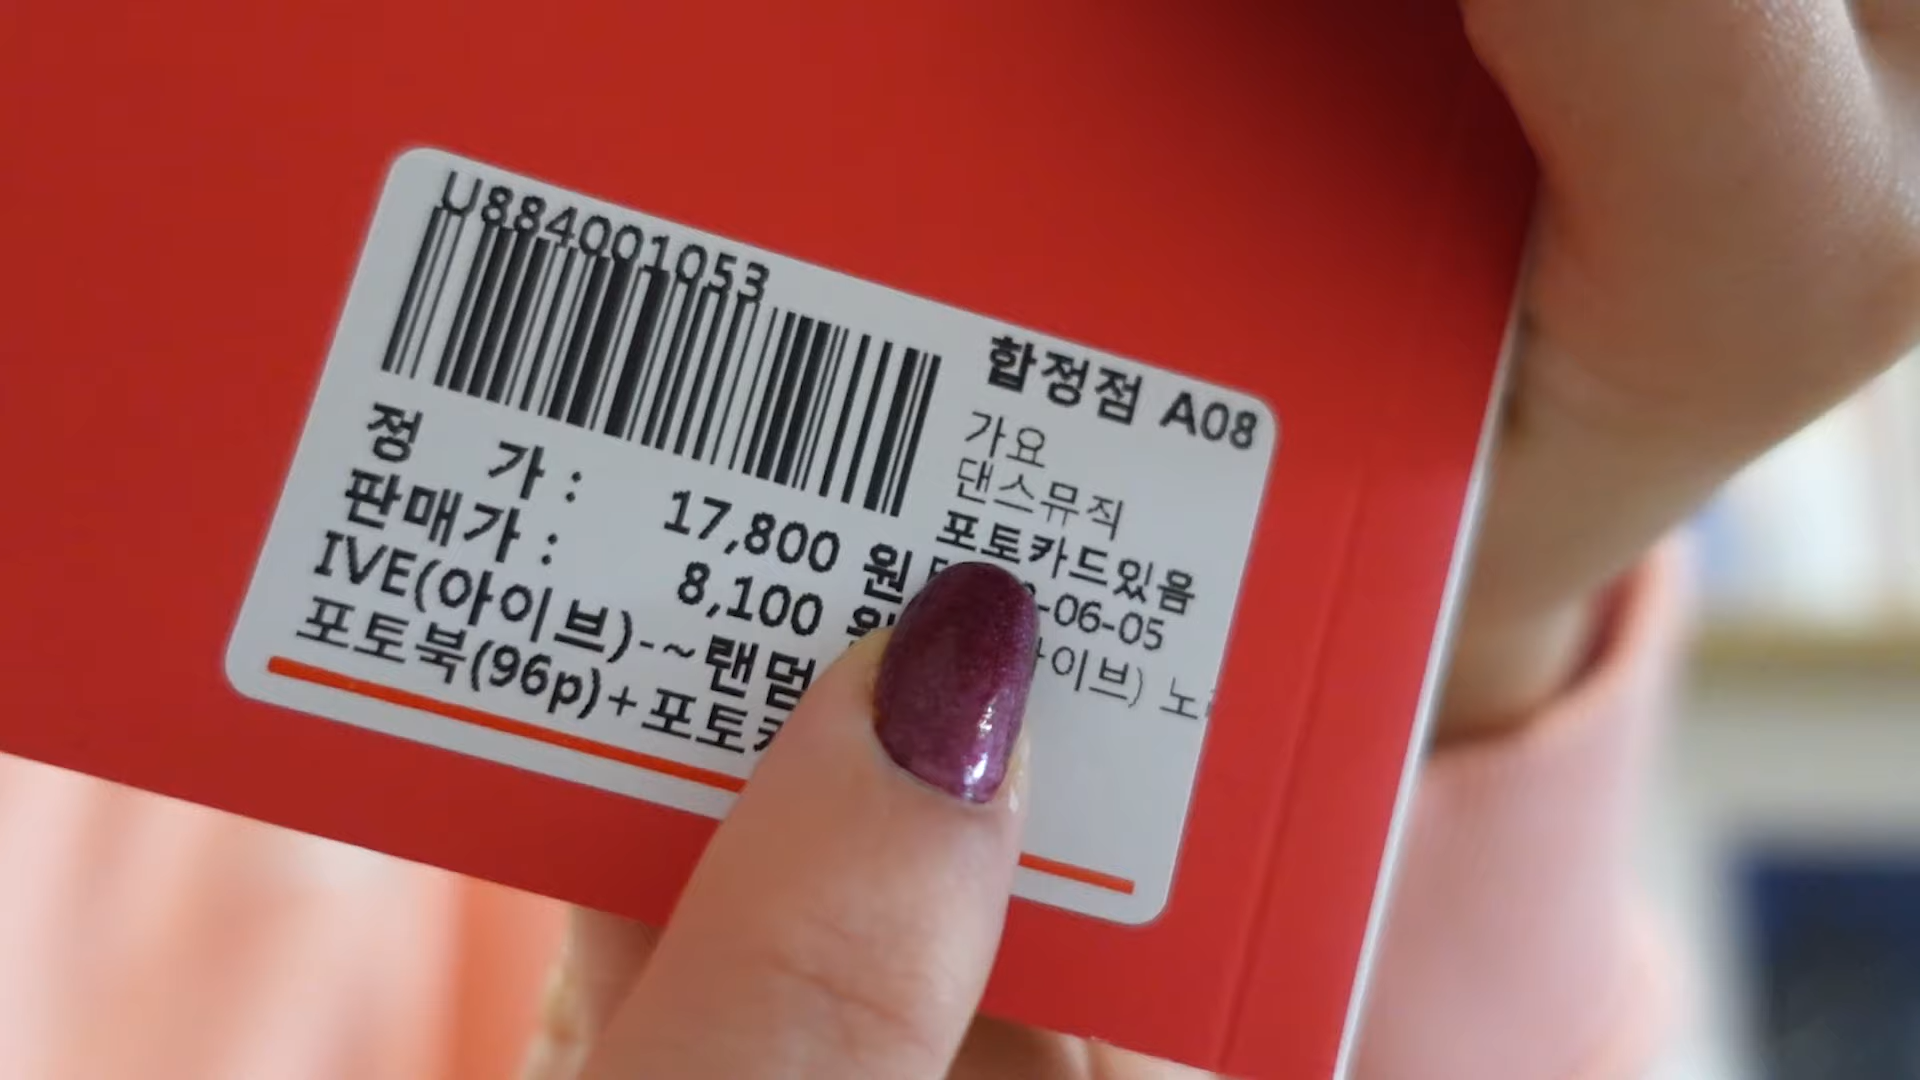 U884001053
합정점 A08
가요
댄스뮤직
포토카드있음
-06-05
이브)
정 가 : 17,800 원
판매가 : 8,100
IVE(아이브)-~랜덤
포토북(96p)+포토